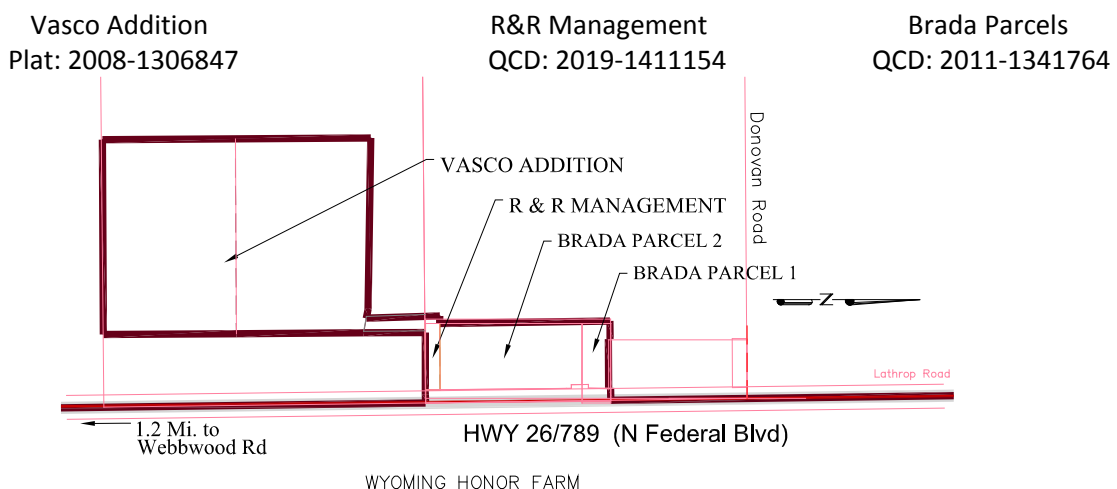 Vasco Addition
Plat: 2008-1306847
R&R Management
QCD: 2019-1411154
Brada Parcels
QCD: 2011-1341764
Donovan Road
VASCO ADDITION
R & R MANAGEMENT
BRADA PARCEL 2
BRADA PARCEL 1
N
Lathrop Road
1.2 Mi. to
Webbwood Rd
HWY 26/789 (N Federal Blvd)
WYOMING HONOR FARM